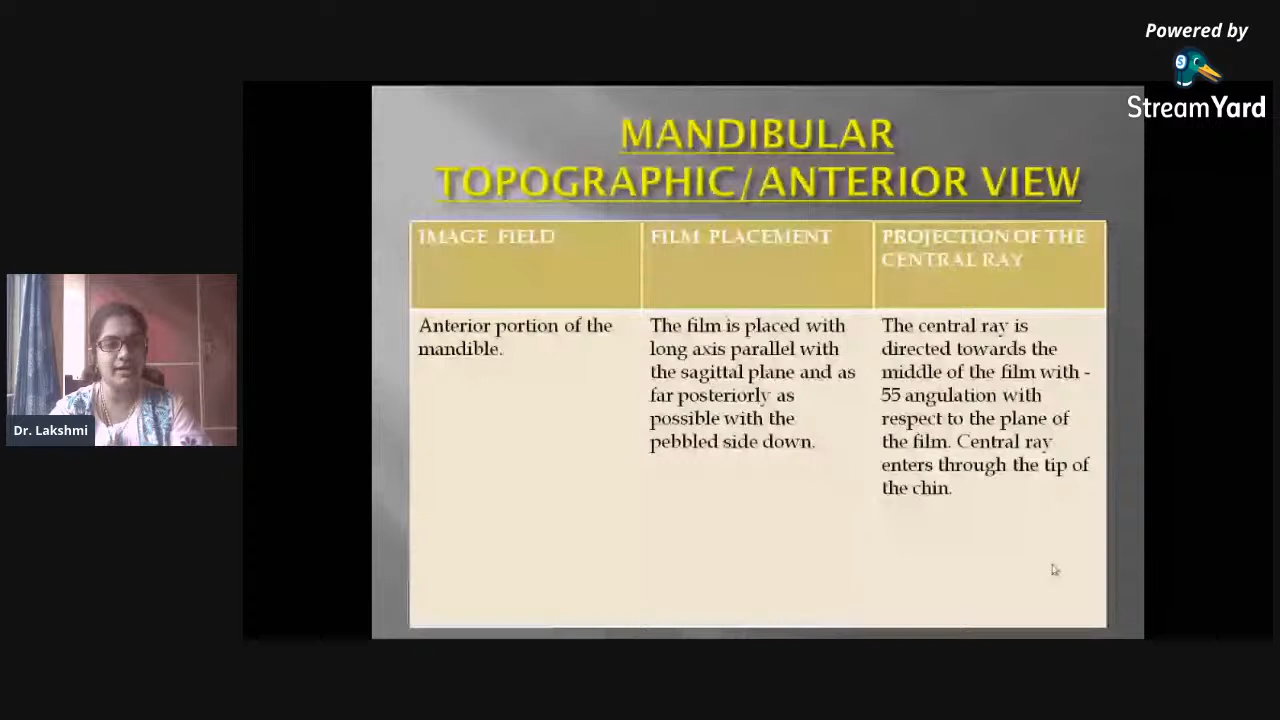 Powered by
StreamYard
MANDIBULAR
TOPOGRAPHIC/ANTERIOR VIEW
IMAGE FIELD
FILM PLACEMENT
PROJECTION OF THE
CENTRAL RAY
Anterior portion of the
mandible.
The film is placed with
long axis parallel with
the sagittal plane and as
far posteriorly as
possible with the
pebbled side down.
The central ray is
directed towards the
middle of the film with -
55 angulation with
respect to the plane of
the film. Central ray
enters through the tip of
the chin.
Dr. Lakshmi